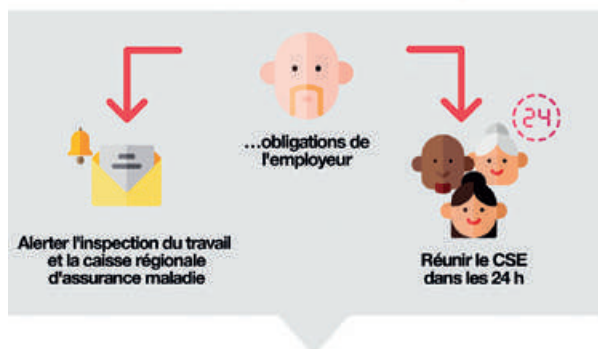 ...obligations de
l'employeur
24
Alerter l'inspection du travail
et la caisse régionale
d'assurance maladie
Réunir le CSE
dans les 24 h